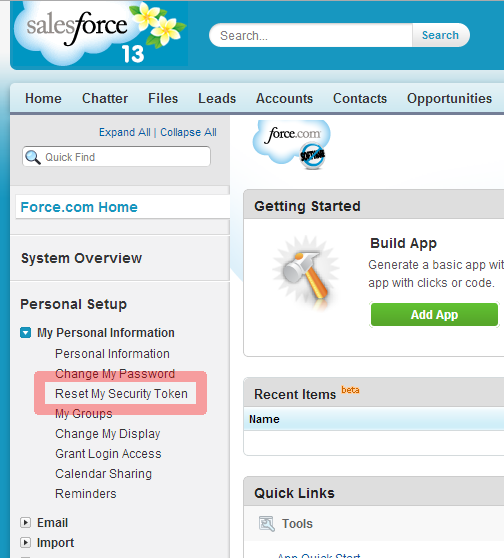 salesforce
13
Search...
Search
Home Chatter Files Leads Accounts Contacts Opportunities
Expand All | Collapse All
Quick Find
Force.com Home
System Overview
Personal Setup
My Personal Information
Personal Information
Change My Password
Reset My Security Token
My Groups
Change My Display
Grant Login Access
Calendar Sharing
Reminders
Email
Import
force.com
SOFTWARE
Getting Started
Build App
Generate a basic app wit
app with clicks or code.
Add App
Recent Items beta
Name
Quick Links
Tools
App Quick Start